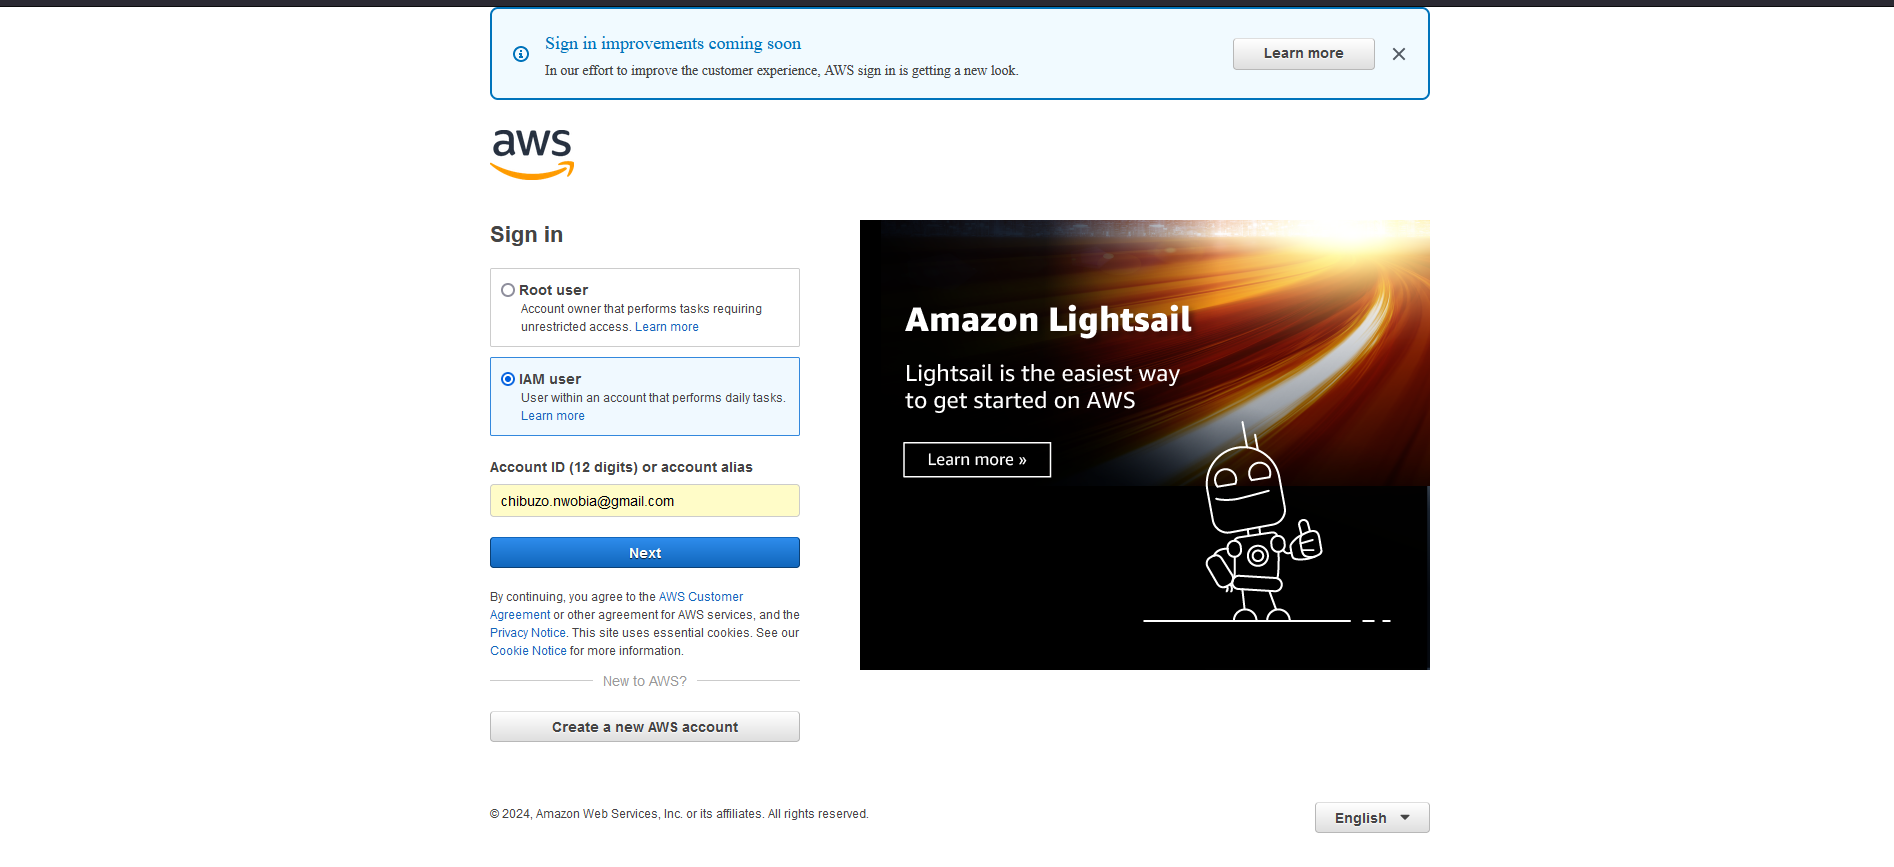 Sign in improvements coming soon
In our effort to improve the customer experience, AWS sign in is getting a new look.
Learn more
aws
Sign in
Root user
Account owner that performs tasks requiring
unrestricted access. Learn more
IAM user
User within an account that performs daily tasks.
Learn more
Account ID (12 digits) or account alias
chibuzo.nwobia@gmail.com
Next
By continuing, you agree to the AWS Customer
Agreement or other agreement for AWS services, and the
Privacy Notice. This site uses essential cookies. See our
Cookie Notice for more information.
New to AWS?
Create a new AWS account
Amazon Lightsail
Lightsail is the easiest way
to get started on AWS
Learn more »
© 2024, Amazon Web Services, Inc. or its affiliates. All rights reserved.
English